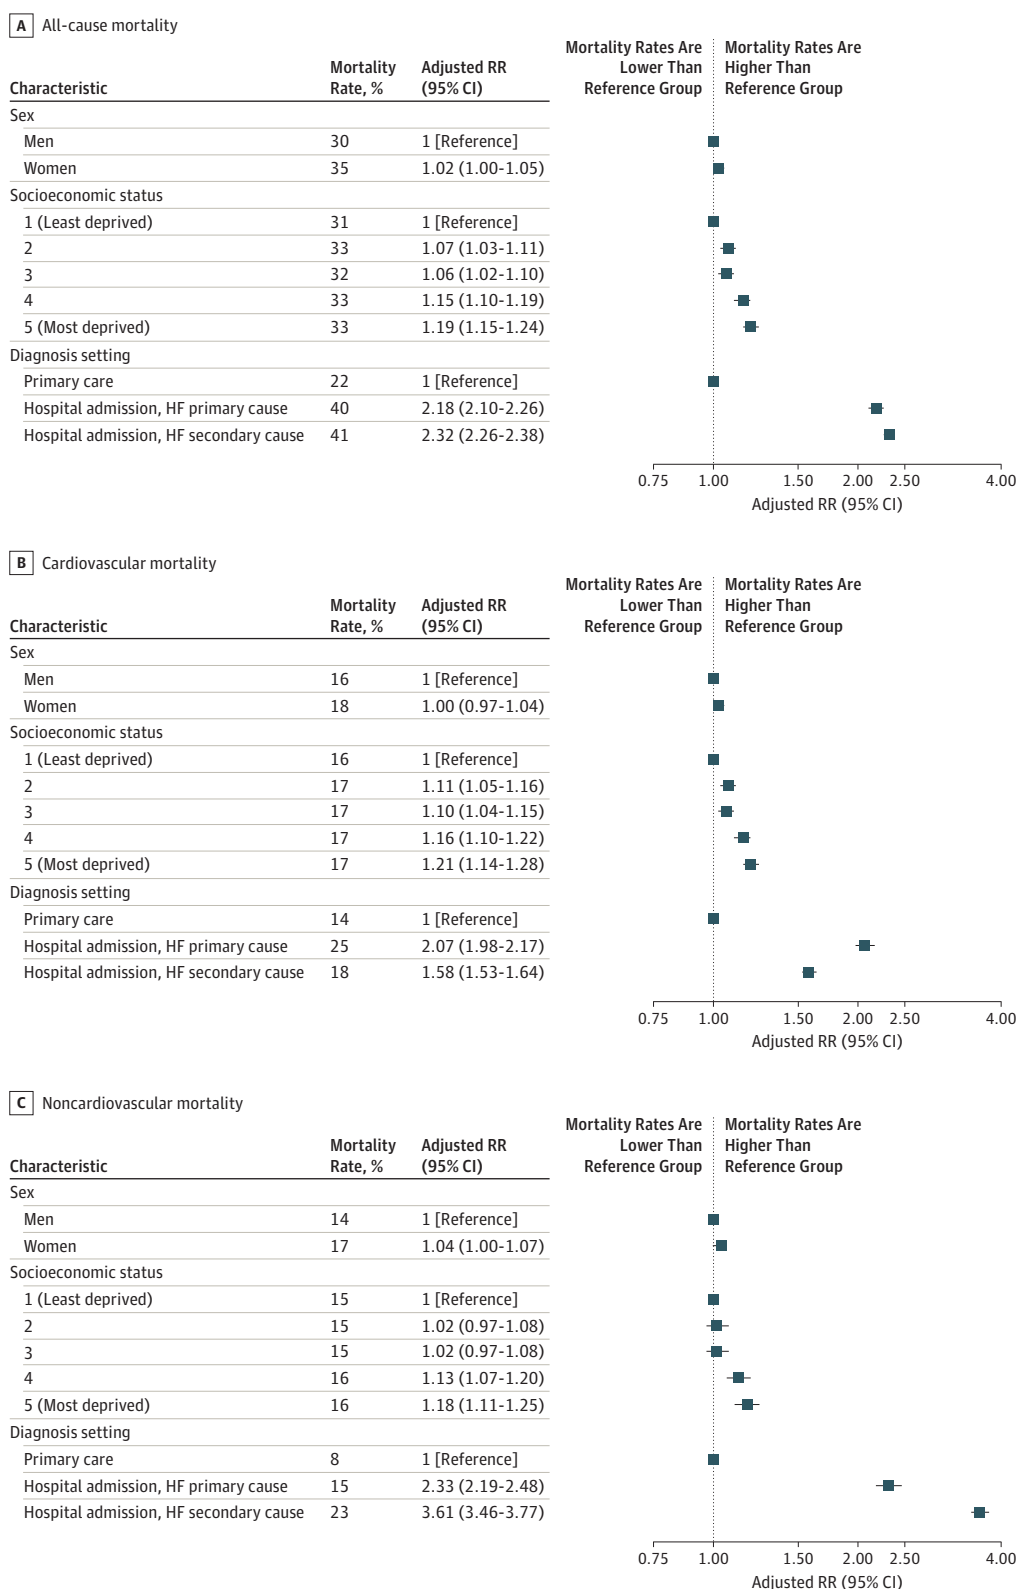 A All-cause mortality
Mortality Rates Are Lower Than Reference Group
Mortality Rates Are Higher Than Reference Group
Characteristic Mortality Rate, % Adjusted RR (95% CI)
Sex
Men 30 1 [Reference]
Women 35 1.02 (1.00-1.05)
Socioeconomic status
1 (Least deprived) 31 1 [Reference]
2 33 1.07 (1.03-1.11)
3 32 1.06 (1.02-1.10)
4 33 1.15 (1.10-1.19)
5 (Most deprived) 33 1.19 (1.15-1.24)
Diagnosis setting
Primary care 22 1 [Reference]
Hospital admission, HF primary cause 40 2.18 (2.10-2.26)
Hospital admission, HF secondary cause 41 2.32 (2.26-2.38)
0.75 1.00 1.50 2.00 2.50 4.00
Adjusted RR (95% CI)
B Cardiovascular mortality
Mortality Rates Are Lower Than Reference Group
Mortality Rates Are Higher Than Reference Group
Characteristic Mortality Rate, % Adjusted RR (95% CI)
Sex
Men 16 1 [Reference]
Women 18 1.00 (0.97-1.04)
Socioeconomic status
1 (Least deprived) 16 1 [Reference]
2 17 1.11 (1.05-1.16)
3 17 1.10 (1.04-1.15)
4 17 1.16 (1.10-1.22)
5 (Most deprived) 17 1.21 (1.14-1.28)
Diagnosis setting
Primary care 14 1 [Reference]
Hospital admission, HF primary cause 25 2.07 (1.98-2.17)
Hospital admission, HF secondary cause 18 1.58 (1.53-1.64)
0.75 1.00 1.50 2.00 2.50 4.00
Adjusted RR (95% CI)
C Noncardiovascular mortality
Mortality Rates Are Lower Than Reference Group
Mortality Rates Are Higher Than Reference Group
Characteristic Mortality Rate, % Adjusted RR (95% CI)
Sex
Men 14 1 [Reference]
Women 17 1.04 (1.00-1.07)
Socioeconomic status
1 (Least deprived) 15 1 [Reference]
2 15 1.02 (0.97-1.08)
3 15 1.02 (0.97-1.08)
4 16 1.13 (1.07-1.20)
5 (Most deprived) 16 1.18 (1.11-1.25)
Diagnosis setting
Primary care 8 1 [Reference]
Hospital admission, HF primary cause 15 2.33 (2.19-2.48)
Hospital admission, HF secondary cause 23 3.61 (3.46-3.77)
0.75 1.00 1.50 2.00 2.50 4.00
Adjusted RR (95% CI)